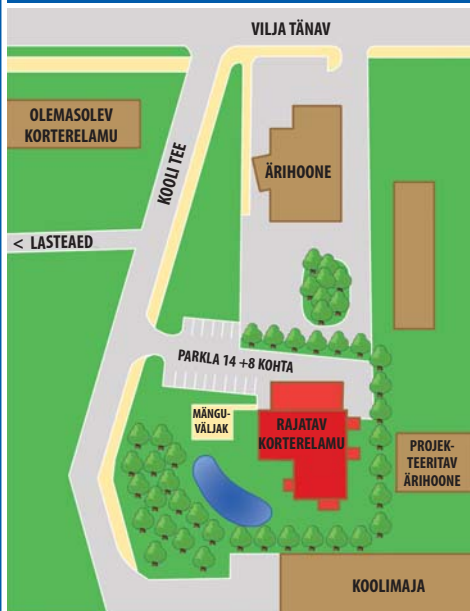 VILJA TÄNAV
OLEMASOLEV
KORTERELAMU
KOOLI TEE
ÄRIHOONE
< LASTEAED
PARKLA 14 +8 KOHTA
MÄNGU-
VÄLJAK
RAJATAV
KORTERELAMU
PROJEK-
TEERITAV
ÄRIHOONE
KOOLIMAJA